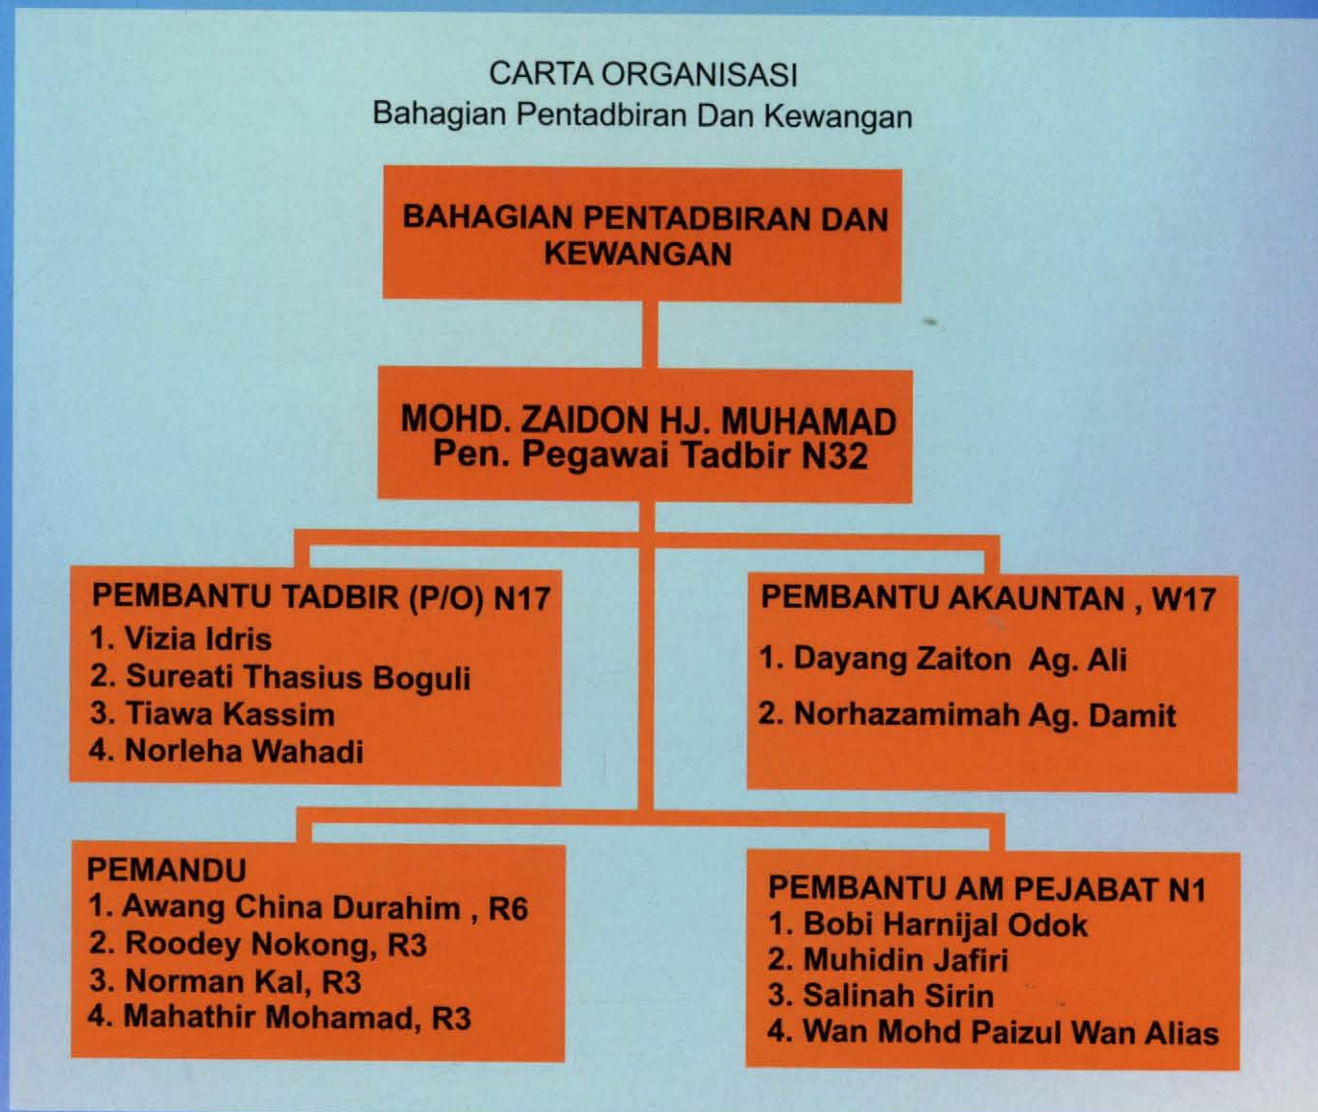 CARTA ORGANISASI
Bahagian Pentadbiran Dan Kewangan
BAHAGIAN PENTADBIRAN DAN
KEWANGAN
MOHD. ZAIDON HJ. MUHAMAD
Pen. Pegawai Tadbir N32
PEMBANTU TADBIR (P/O) N17
1. Vizia Idris
2. Sureati Thasius Boguli
3. Tiawa Kassim
4. Norleha Wahadi
PEMBANTU AKAUNTAN , W17
1. Dayang Zaiton Ag. Ali
2. Norhazamimah Ag. Damit
PEMANDU
1. Awang China Durahim , R6
2. Roodey Nokong, R3
3. Norman Kal, R3
4. Mahathir Mohamad, R3
PEMBANTU AM PEJABAT N1
1. Bobi Harnijal Odok
2. Muhidin Jafiri
3. Salinah Sirin
4. Wan Mohd Paizul Wan Alias